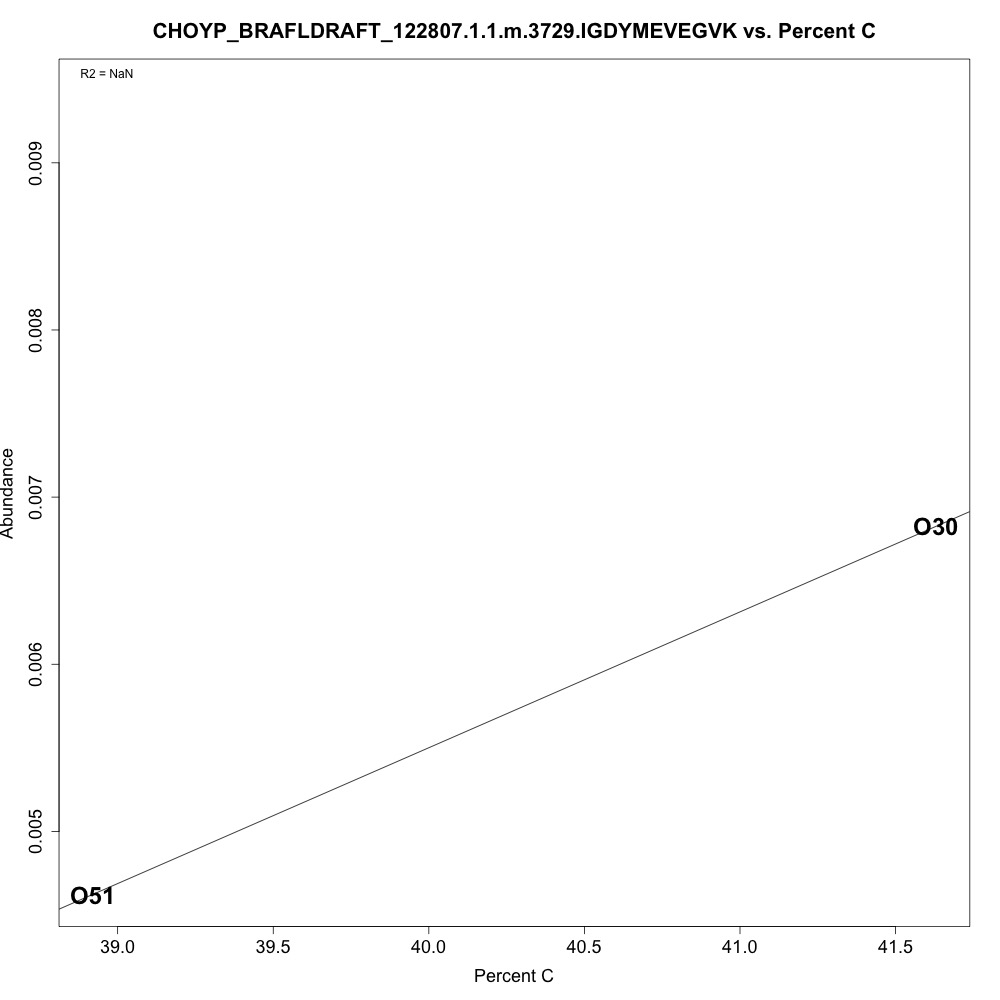 CHOYP_BRAFLDRAFT_122807.1.1.m.3729.IGDYMEVEGVK vs. Percent C
R2 = NaN
0.009
0.008
0.007
Abundance
0.006
0.005
O30
O51
39.0 39.5 40.0 40.5 41.0 41.5
Percent C